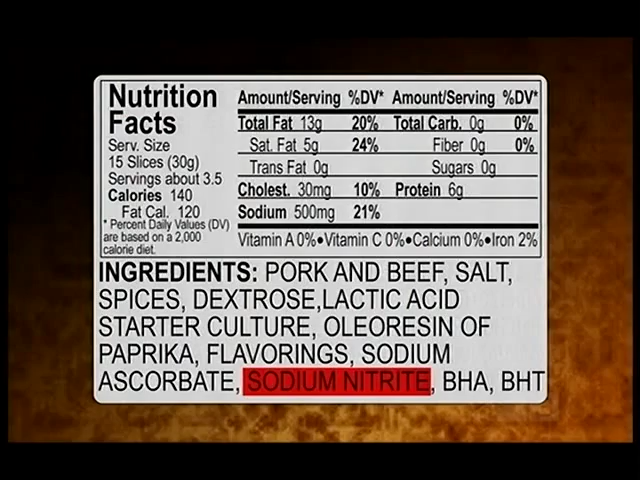 Nutrition
Facts
Serv. Size
15 Slices (30g)
Servings about 3.5
Calories 140
Fat Cal. 120
* Percent Daily Values (DV)
are based on a 2,000
calorie diet.
Amount/Serving %DV* Amount/Serving %DV*
Total Fat 13g 20% Total Carb. 0g 0%
Sat. Fat 5g 24% Fiber 0g 0%
Trans Fat 0g Sugars 0g
Cholest. 30mg 10% Protein 6g
Sodium 500mg 21%
Vitamin A 0%•Vitamin C 0%•Calcium 0%•Iron 2%
INGREDIENTS: PORK AND BEEF, SALT,
SPICES, DEXTROSE,LACTIC ACID
STARTER CULTURE, OLEORESIN OF
PAPRIKA, FLAVORINGS, SODIUM
ASCORBATE, SODIUM NITRITE, BHA, BHT